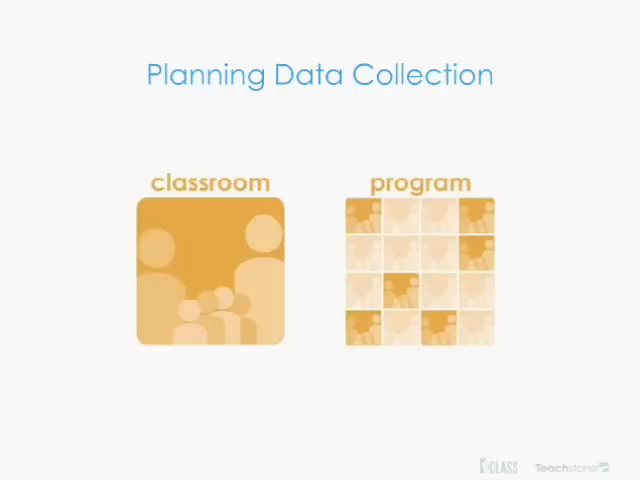 Planning Data Collection
classroom
program
CLASS
Teachstone